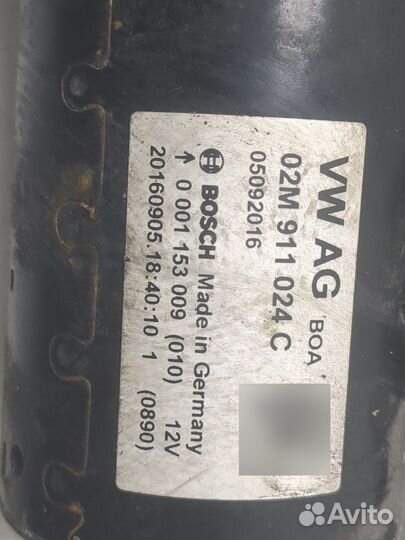 VW AG 'BOA'
02M 911 024 C
05092016
BOSCH Made in Germany
0 001 153 009 (010) 12V
20160905 18:40:10 1 (0890)
Avito